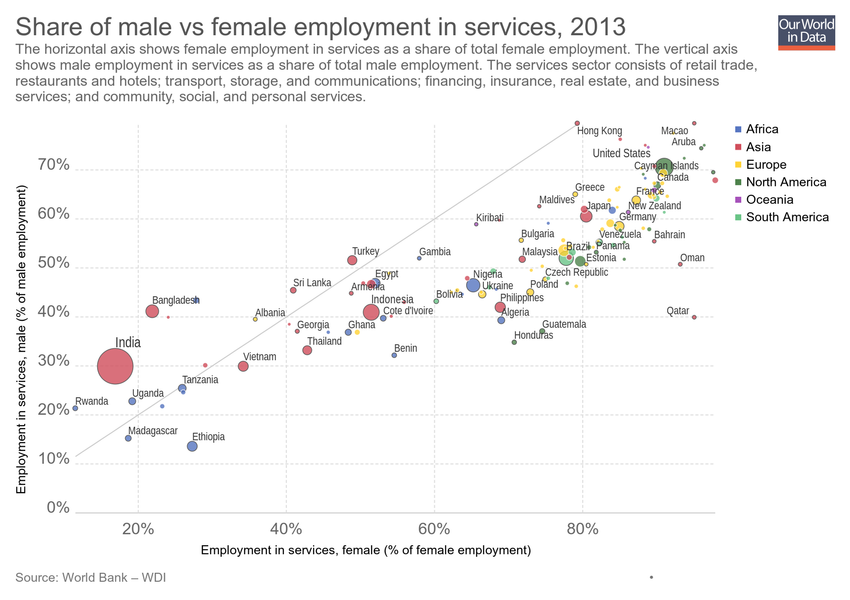 Share of male vs female employment in services, 2013
Our World
in Data
The horizontal axis shows female employment in services as a share of total female employment. The vertical axis
shows male employment in services as a share of total male employment. The services sector consists of retail trade,
restaurants and hotels; transport, storage, and communications; financing, insurance, real estate, and business
services; and community, social, and personal services.
Employment in services, male (% of male employment)
70%
60%
50%
40%
30%
20%
10%
0%
Hong Kong
Macao
Aruba
United States
Cayman Islands
Canada
Greece
France
Maldives
Japan
New Zealand
Kiribati
Germany
Bulgaria
Venezuela
Bahrain
Turkey
Gambia
Malaysia
Brazil
Panama
Estonia
Oman
Egypt
Nigeria
Czech Republic
Sri Lanka
Armenia
Ukraine
Poland
Bangladesh
Indonesia
Bolivia
Philippines
Albania
Cote d'Ivoire
Algeria
Qatar
Georgia
Ghana
Guatemala
India
Thailand
Honduras
Vietnam
Benin
Tanzania
Uganda
Rwanda
Madagascar
Ethiopia
20%
40%
60%
80%
Employment in services, female (% of female employment)
Africa
Asia
Europe
North America
Oceania
South America
Source: World Bank – WDI